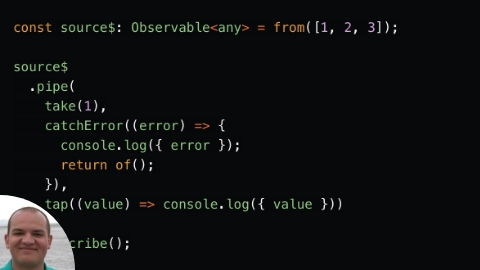 const source$: Observable<any> = from([1, 2, 3]);
source$
.pipe(
take(1),
catchError((error) => {
console.log({ error });
return of();
}),
tap((value) => console.log({ value }))
cribe();